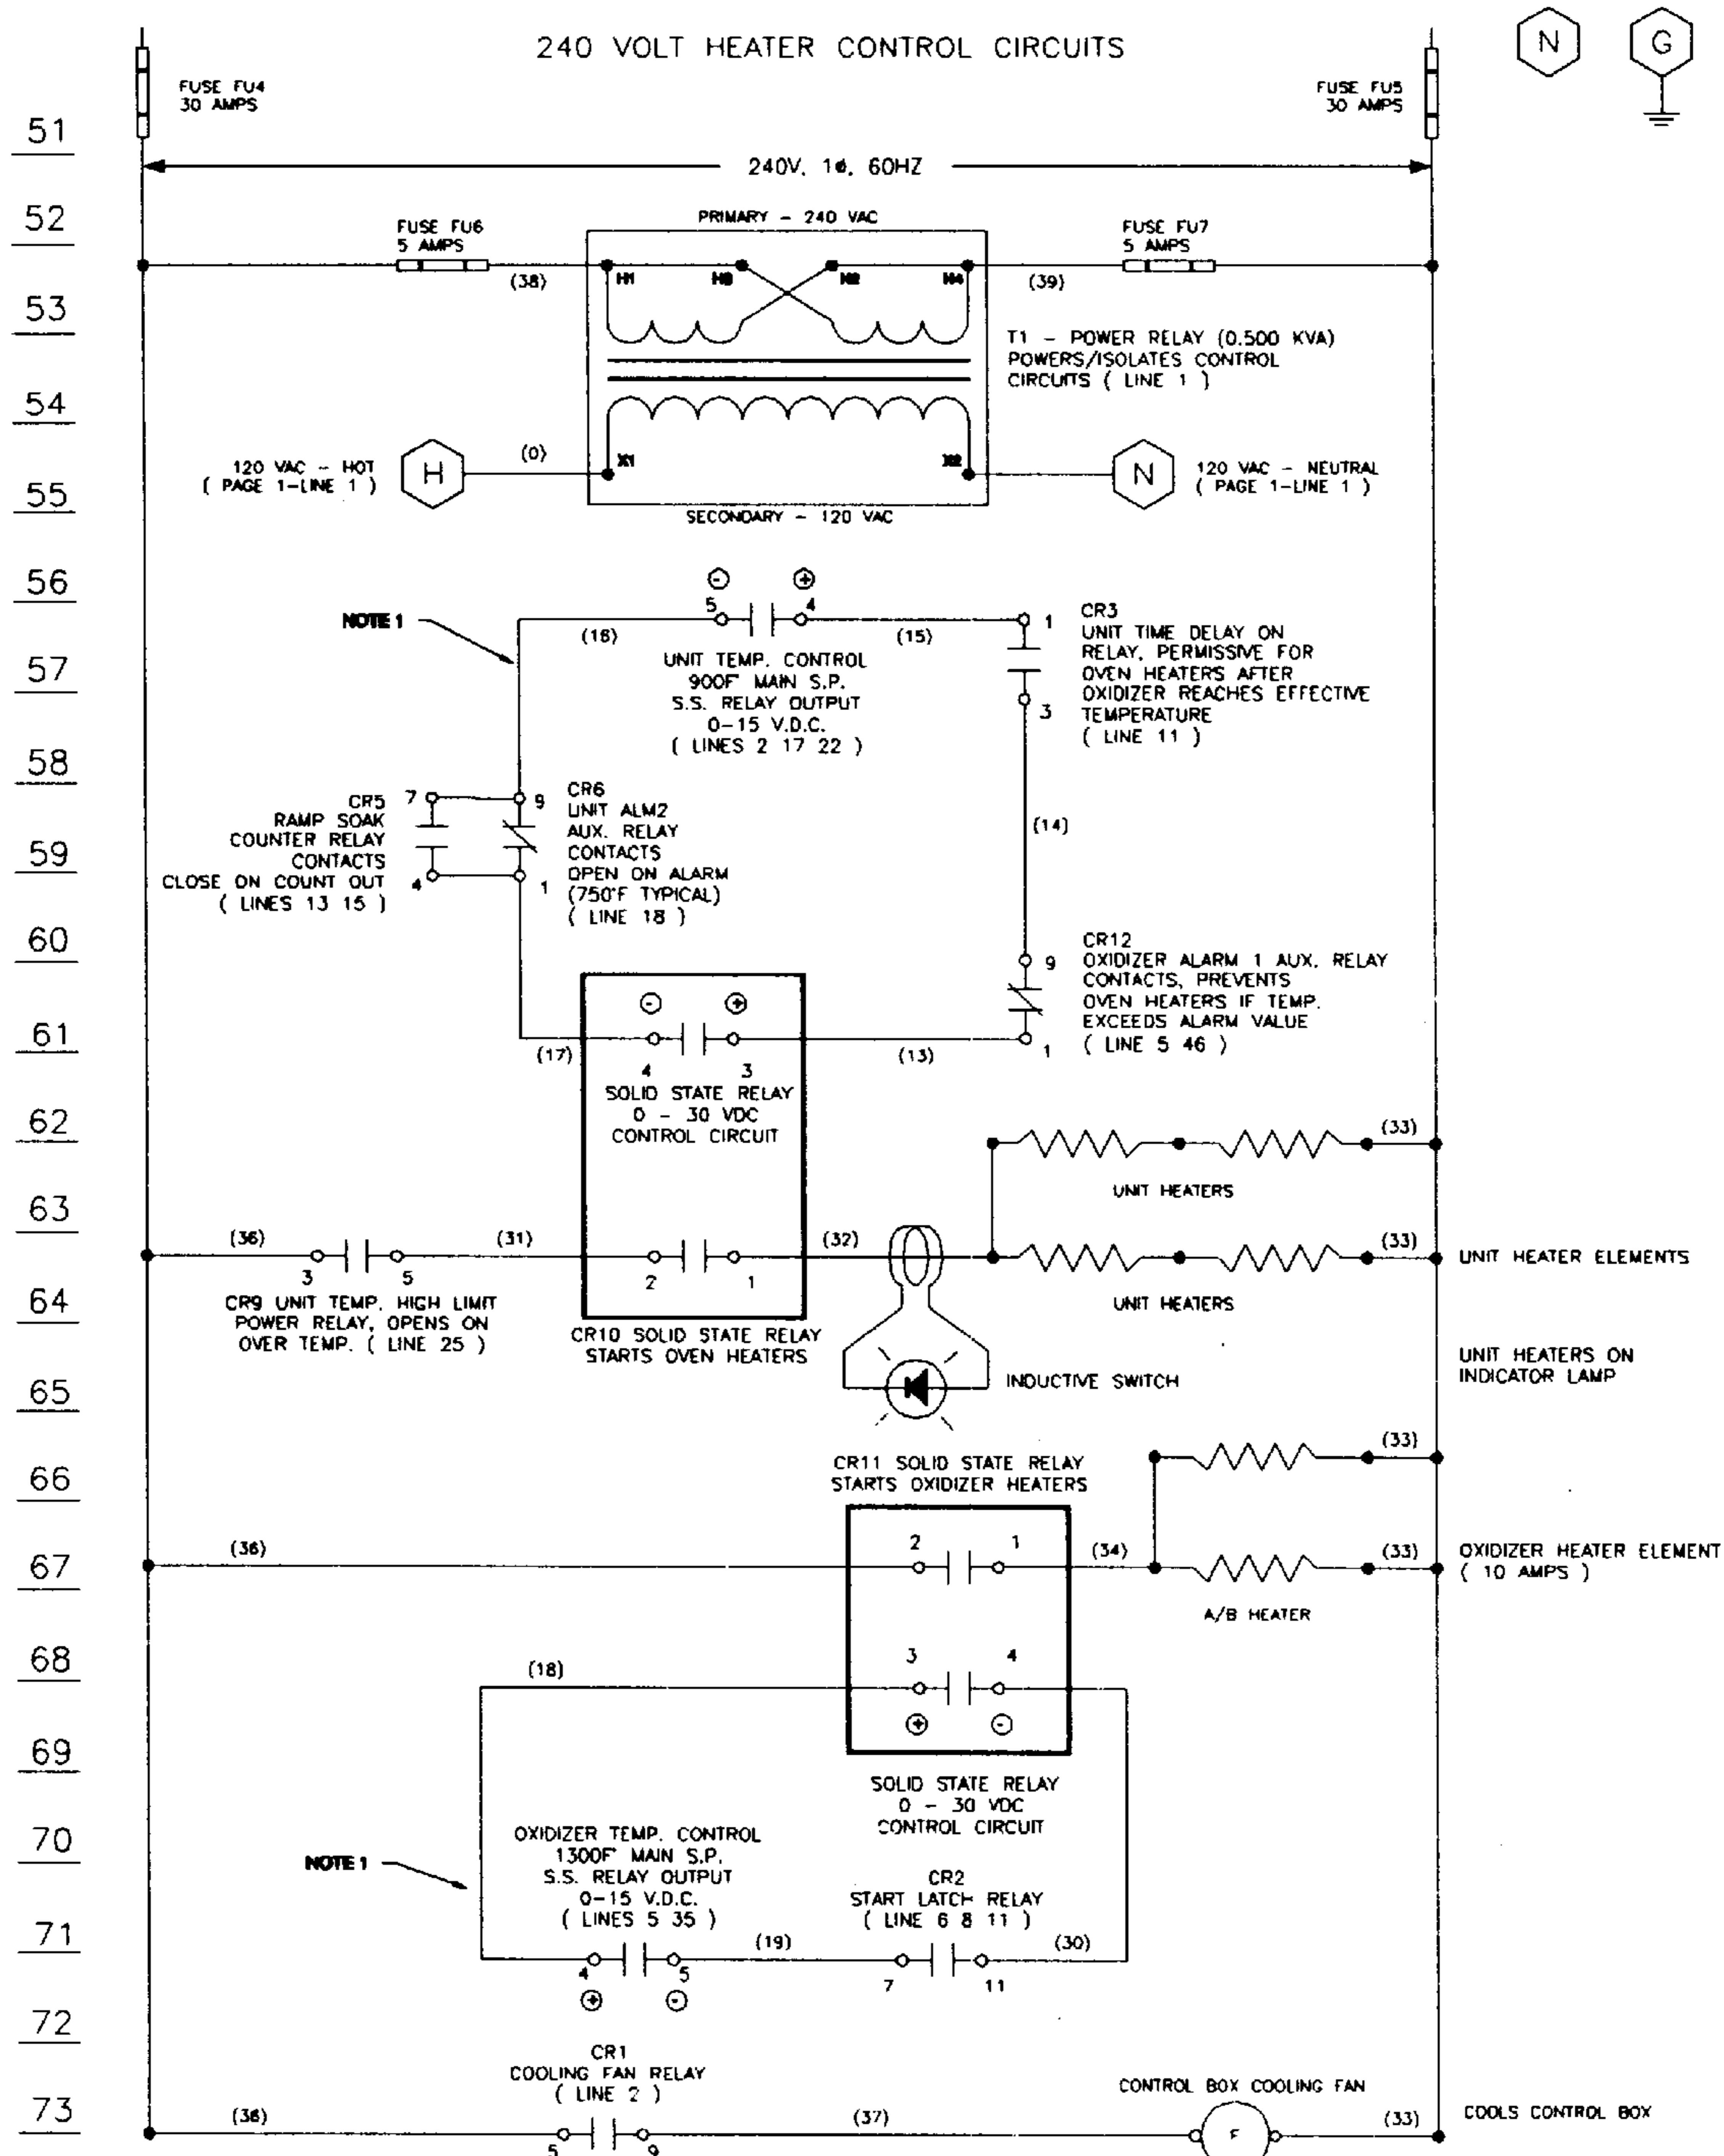 240 VOLT HEATER CONTROL CIRCUITS
N
G
FUSE FU4
30 AMPS
FUSE FU5
30 AMPS
51
240V, 1ø, 60HZ
52
PRIMARY - 240 VAC
FUSE FU6
5 AMPS
FUSE FU7
5 AMPS
(38)
H1
H3
H2
H4
(39)
53
T1 - POWER RELAY (0.500 KVA)
POWERS/ISOLATES CONTROL
CIRCUITS ( LINE 1 )
54
120 VAC - HOT
( PAGE 1-LINE 1 )
H
(0)
X1
X2
N
120 VAC - NEUTRAL
( PAGE 1-LINE 1 )
55
SECONDARY - 120 VAC
56
-
+
NOTE 1
(16)
5
4
(15)
1
CR3
UNIT TIME DELAY ON
RELAY, PERMISSIVE FOR
OVEN HEATERS AFTER
OXIDIZER REACHES EFFECTIVE
TEMPERATURE
( LINE 11 )
3
57
UNIT TEMP. CONTROL
900F° MAIN S.P.
S.S. RELAY OUTPUT
0-15 V.D.C.
( LINES 2 17 22 )
58
CR5
RAMP SOAK
COUNTER RELAY
CONTACTS
CLOSE ON COUNT OUT
( LINES 13 15 )
7
4
9
1
CR6
UNIT ALM2
AUX. RELAY
CONTACTS
OPEN ON ALARM
(750°F TYPICAL)
( LINE 18 )
(14)
59
60
CR12
OXIDIZER ALARM 1 AUX. RELAY
CONTACTS, PREVENTS
OVEN HEATERS IF TEMP.
EXCEEDS ALARM VALUE
( LINE 5 46 )
9
1
61
-
+
(17)
4
3
(13)
SOLID STATE RELAY
0 - 30 VDC
CONTROL CIRCUIT
62
(33)
UNIT HEATERS
63
(36)
3
5
(31)
2
1
(32)
(33)
UNIT HEATER ELEMENTS
64
CR9 UNIT TEMP. HIGH LIMIT
POWER RELAY, OPENS ON
OVER TEMP. ( LINE 25 )
CR10 SOLID STATE RELAY
STARTS OVEN HEATERS
UNIT HEATERS
UNIT HEATERS ON
INDICATOR LAMP
INDUCTIVE SWITCH
65
CR11 SOLID STATE RELAY
STARTS OXIDIZER HEATERS
(33)
66
(36)
2
1
(34)
(33)
OXIDIZER HEATER ELEMENT
( 10 AMPS )
67
A/B HEATER
68
(18)
3
4
+
-
69
SOLID STATE RELAY
0 - 30 VDC
CONTROL CIRCUIT
70
NOTE 1
OXIDIZER TEMP. CONTROL
1300F° MAIN S.P.
S.S. RELAY OUTPUT
0-15 V.D.C.
( LINES 5 35 )
CR2
START LATCH RELAY
( LINE 6 8 11 )
71
4
5
(19)
7
11
(30)
+
-
72
CR1
COOLING FAN RELAY
( LINE 2 )
CONTROL BOX COOLING FAN
73
(36)
5
9
(37)
F
(33)
COOLS CONTROL BOX